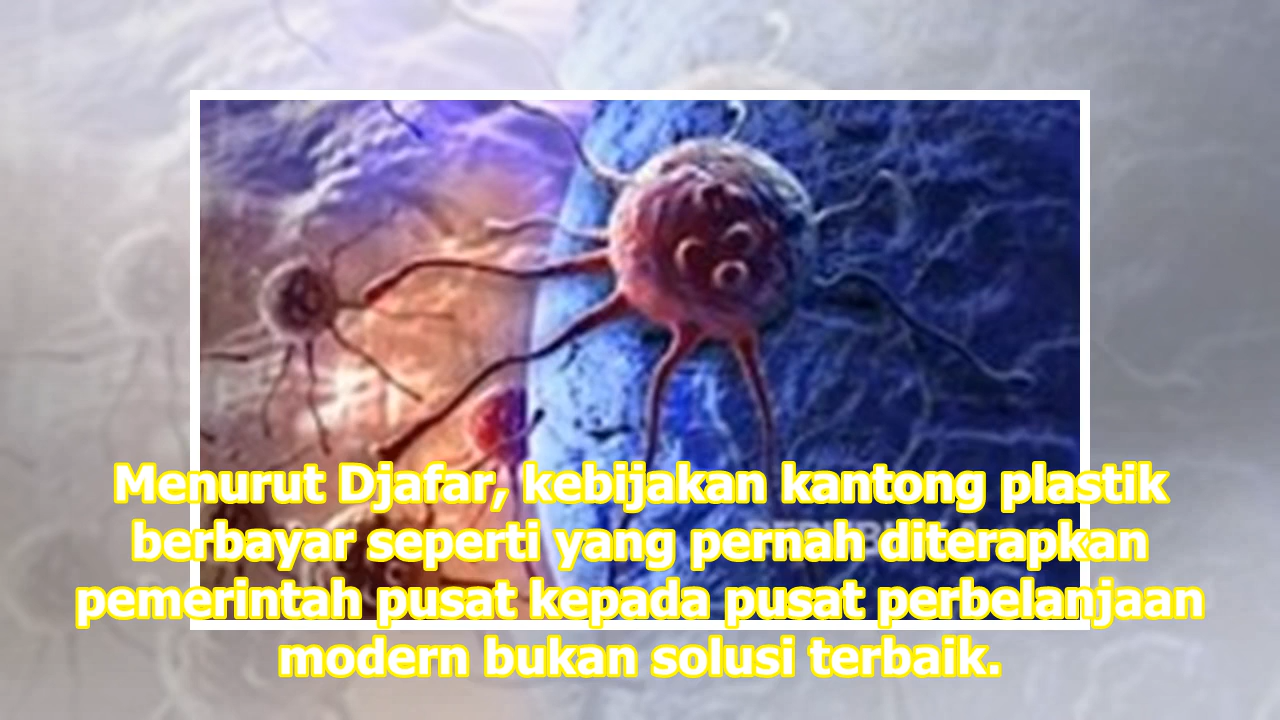 Menurut Djafar, kebijakan kantong plastik
berbayar seperti yang pernah diterapkan
pemerintah pusat kepada pusat perbelanjaan
modern bukan solusi terbaik.